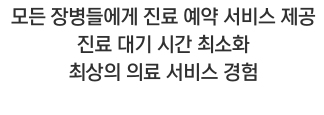 모든 장병들에게 진료 예약 서비스 제공
진료 대기 시간 최소화
최상의 의료 서비스 경험